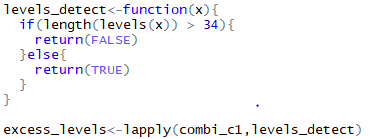 levels_detect<-function(x){
  if(length(levels(x)) > 34){
    return(FALSE)
  }else{
    return(TRUE)
  }
}
excess_levels<-lapply(combi_c1,levels_detect)